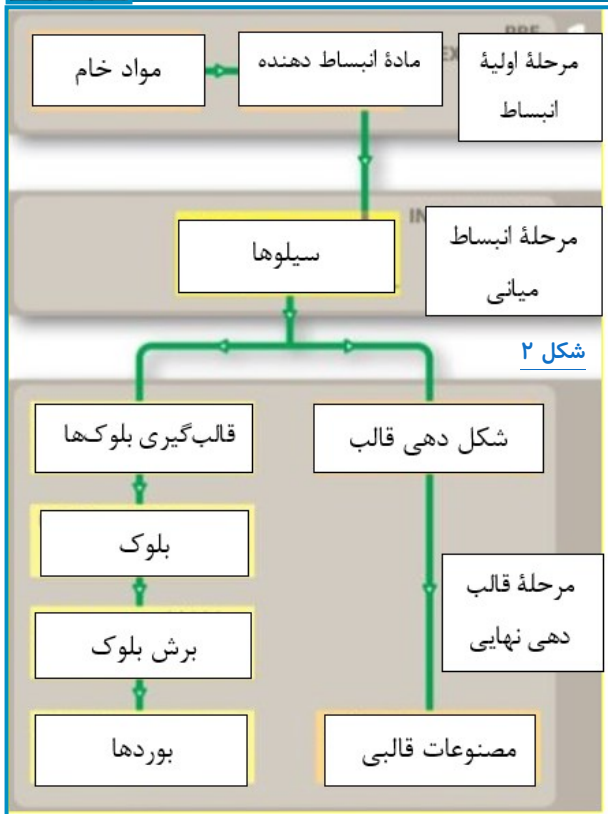 مرحلهٔ اولیهٔ
انبساط
مادهٔ انبساط دهنده
مواد خام
مرحلهٔ انبساط
میانی
سیلوها
شکل ۲
شکل دهی قالب
قالب‌گیری بلوک‌ها
بلوک
برش بلوک
بوردها
مرحلهٔ قالب
دهی نهایی
مصنوعات قالبی